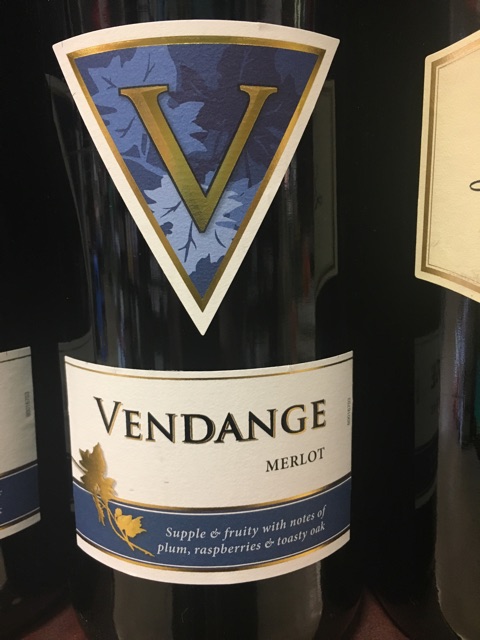 V
VENDANGE
MERLOT
Supple & fruity with notes of
plum, raspberries & toasty oak